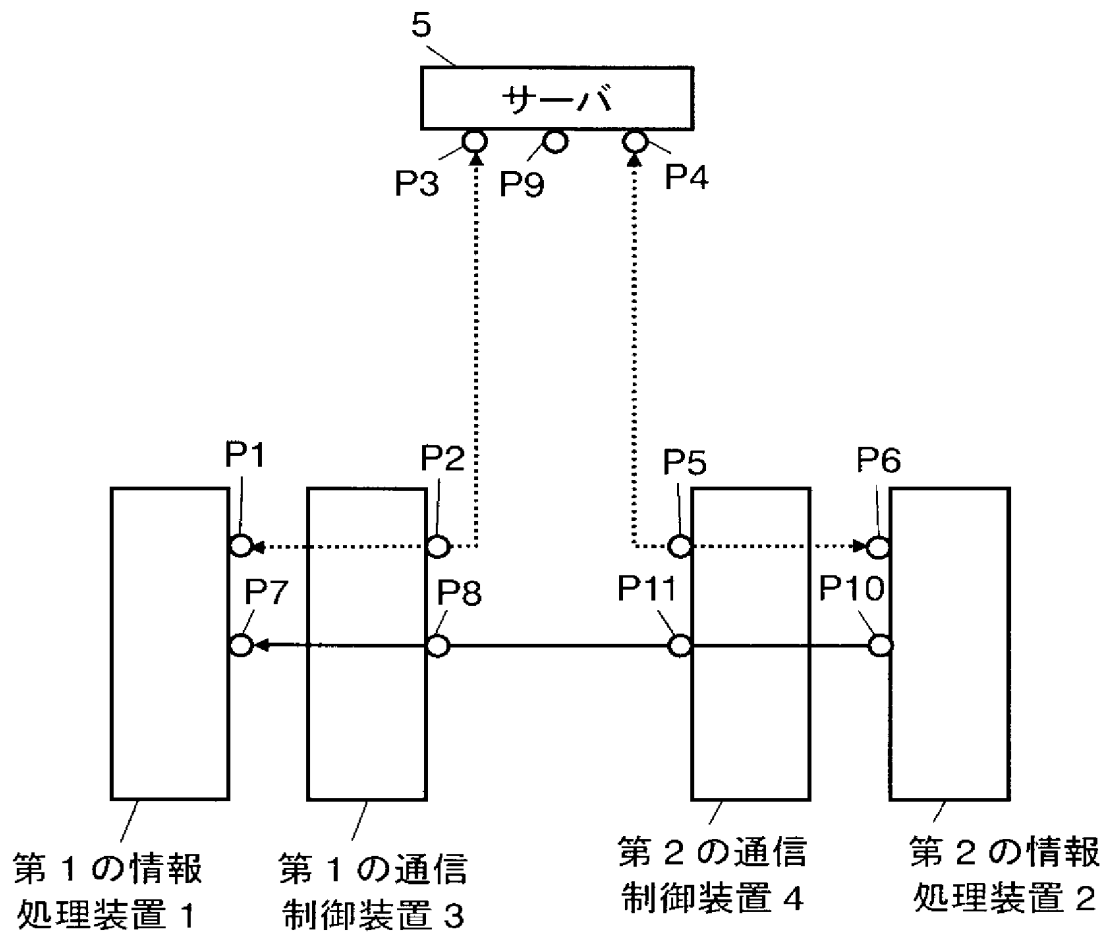 5
サーバ
P3
P9
P4
P1
P2
P5
P6
P7
P8
P11
P10
第1の情報
処理装置1
第1の通信
制御装置3
第2の通信
制御装置4
第2の情報
処理装置2